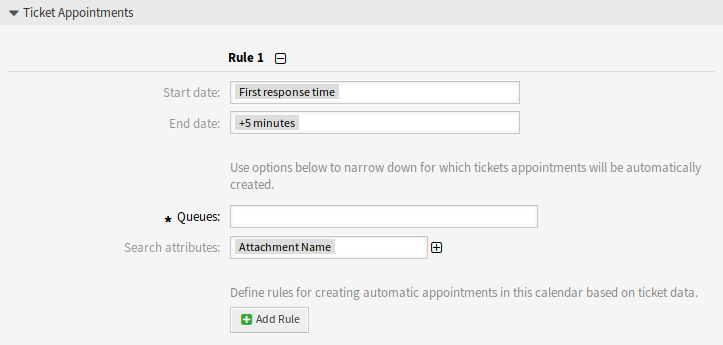 Ticket Appointments
Rule 1
Start date: First response time
End date: +5 minutes
Use options below to narrow down for which tickets appointments will be automatically
created.
* Queues:
Search attributes: Attachment Name
Define rules for creating automatic appointments in this calendar based on ticket data.
Add Rule